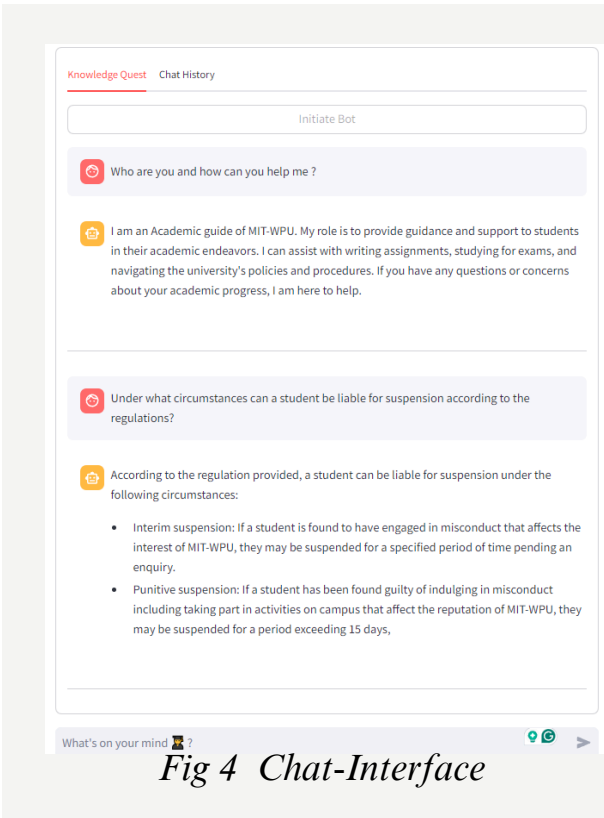 Knowledge Quest Chat History
Initiate Bot
Who are you and how can you help me ?
I am an Academic guide of MIT-WPU. My role is to provide guidance and support to students
in their academic endeavors. I can assist with writing assignments, studying for exams, and
navigating the university's policies and procedures. If you have any questions or concerns
about your academic progress, I am here to help.
Under what circumstances can a student be liable for suspension according to the
regulations?
According to the regulation provided, a student can be liable for suspension under the
following circumstances:
• Interim suspension: If a student is found to have engaged in misconduct that affects the
interest of MIT-WPU, they may be suspended for a specified period of time pending an
enquiry.
• Punitive suspension: If a student has been found guilty of indulging in misconduct
including taking part in activities on campus that affect the reputation of MIT-WPU, they
may be suspended for a period exceeding 15 days,
What's on your mind 👩‍🎓 ?
Fig 4 Chat-Interface